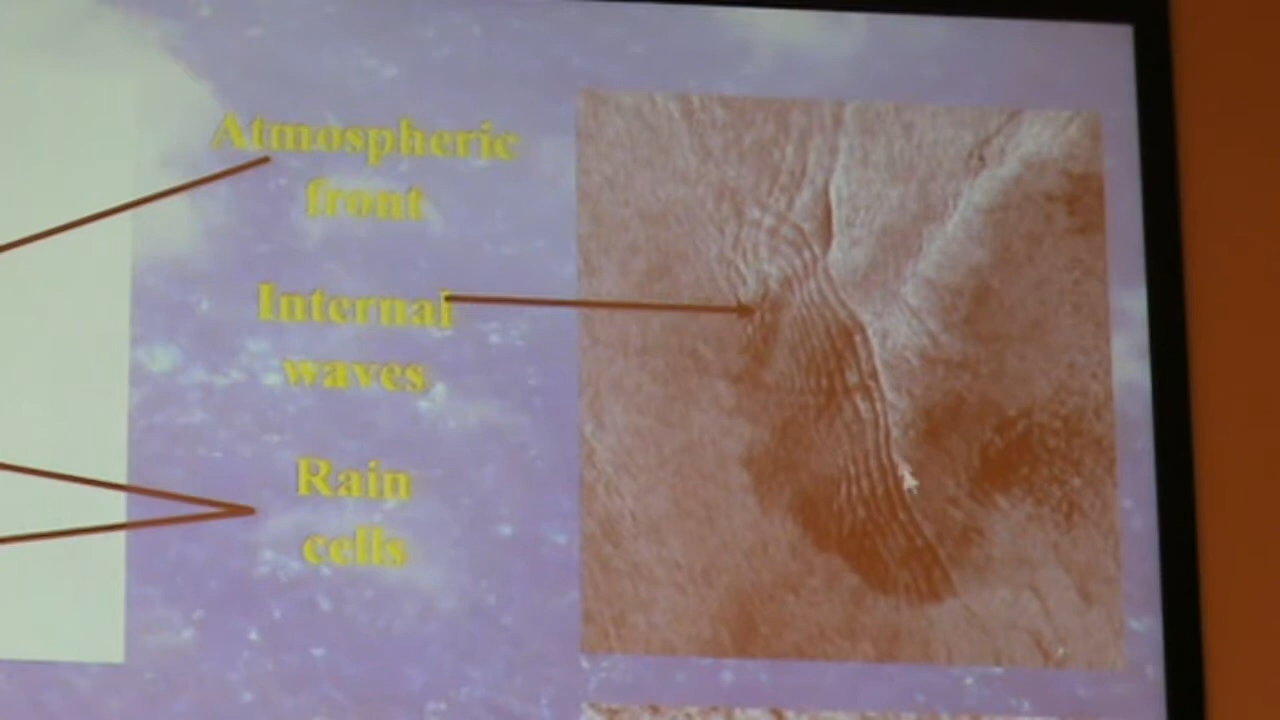 Atmospheric
front
Internal
waves
Rain
cells